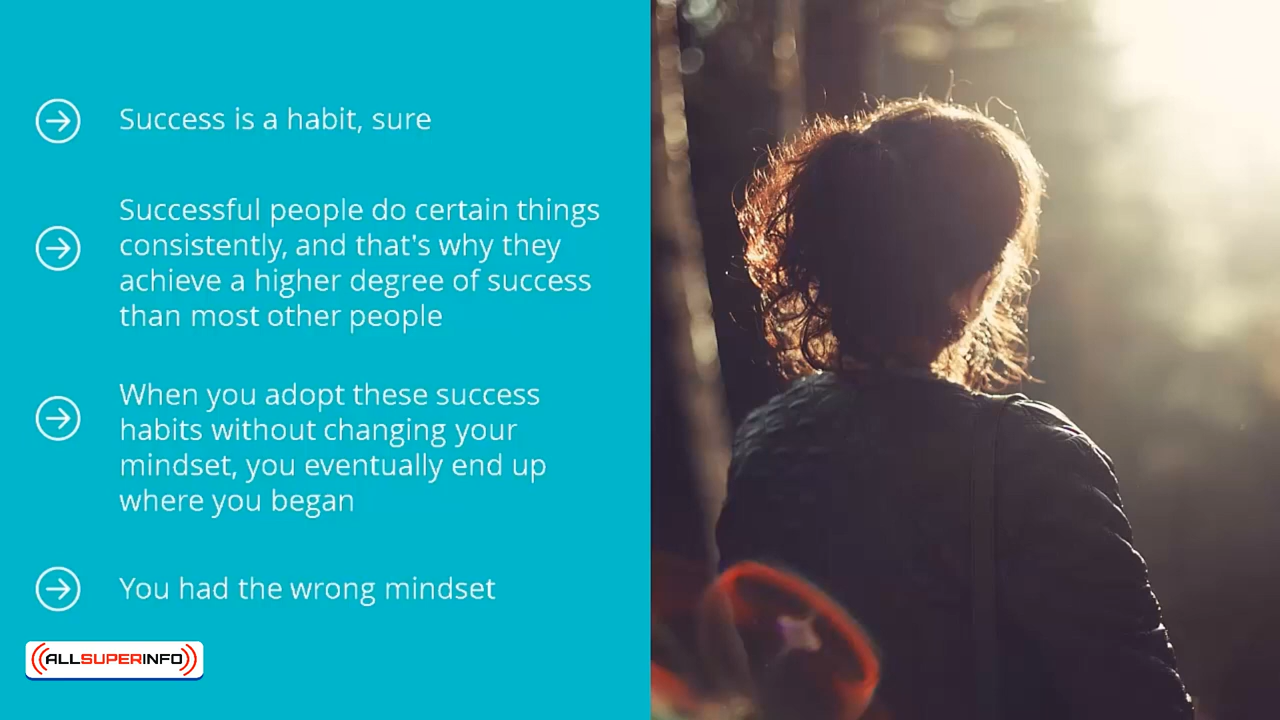 Success is a habit, sure
Successful people do certain things
consistently, and that's why they
achieve a higher degree of success
than most other people
When you adopt these success
habits without changing your
mindset, you eventually end up
where you began
You had the wrong mindset
ALLSUPERINFO